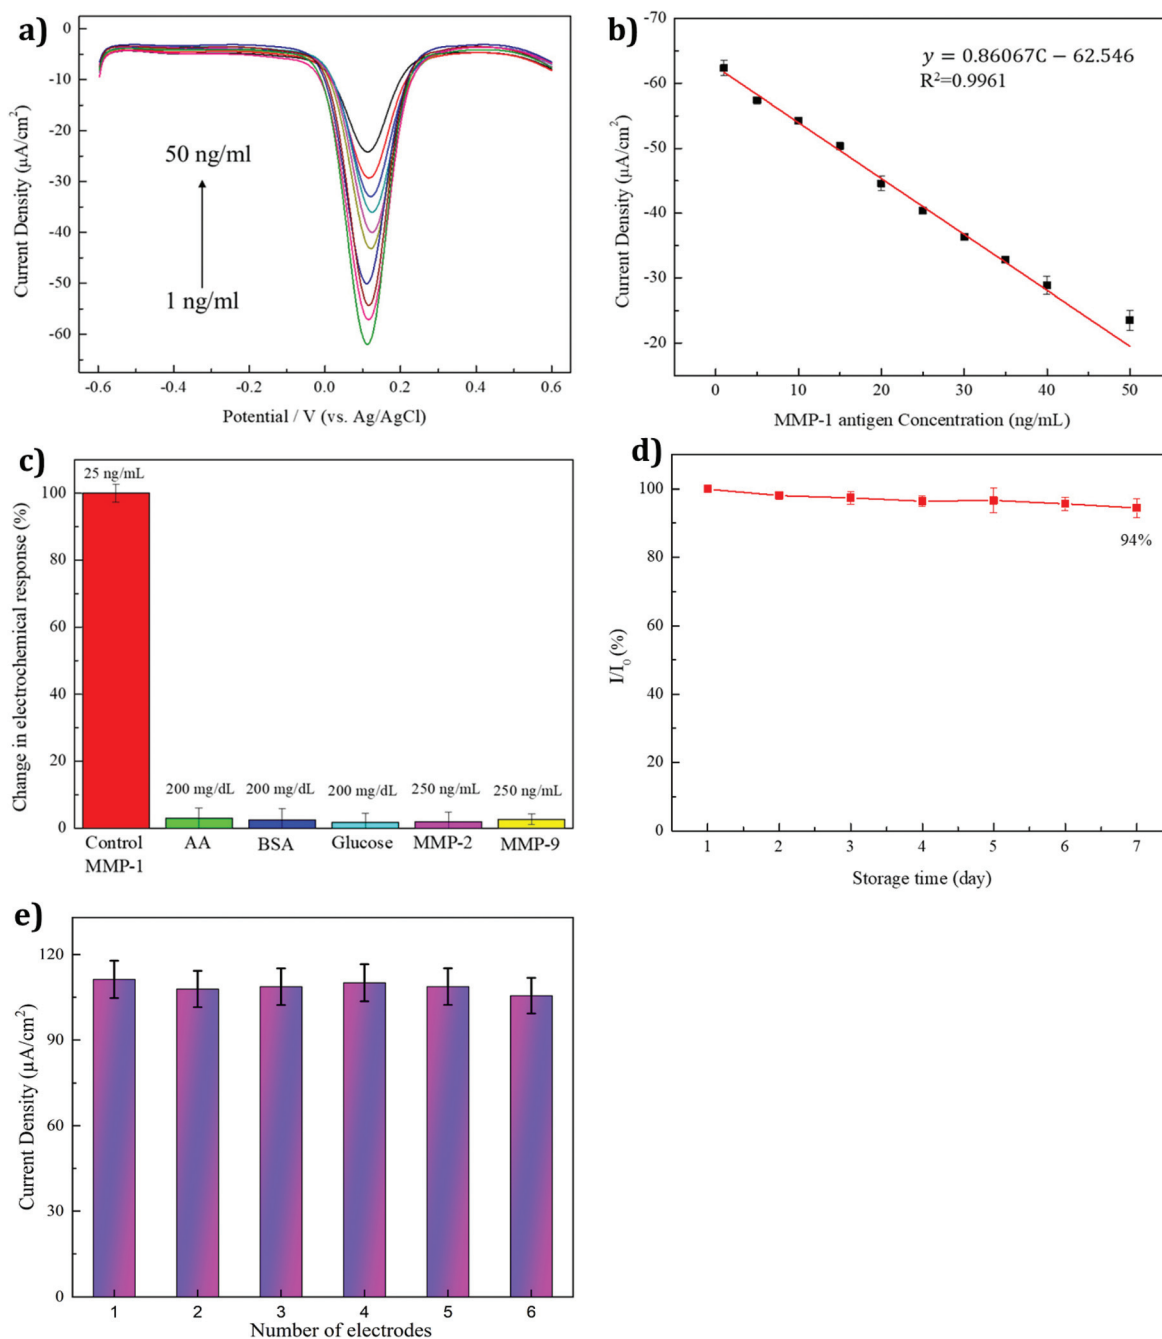 a)
0
-10
-20
-30
-40
-50
-60
Current Density (µA/cm²)
50 ng/ml
1 ng/ml
-0.6 -0.4 -0.2 0.0 0.2 0.4 0.6
Potential / V (vs. Ag/AgCl)
b)
-70
-60
-50
-40
-30
-20
Current Density (µA/cm²)
y = 0.86067C − 62.546
R²=0.9961
0 10 20 30 40 50
MMP-1 antigen Concentration (ng/mL)
c)
100
80
60
40
20
0
Change in electrochemical response (%)
25 ng/mL
200 mg/dL 200 mg/dL 200 mg/dL 250 ng/mL 250 ng/mL
Control AA BSA Glucose MMP-2 MMP-9
MMP-1
d)
100
80
60
40
20
0
I/I₀ (%)
94%
1 2 3 4 5 6 7
Storage time (day)
e)
120
90
60
30
0
Current Density (µA/cm²)
1 2 3 4 5 6
Number of electrodes